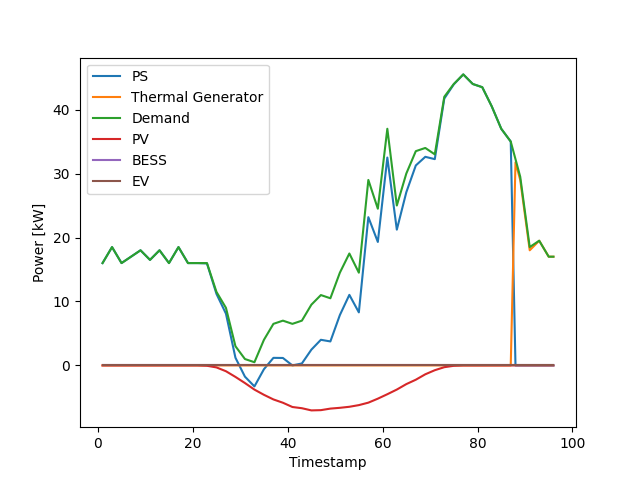 PS
Thermal Generator
Demand
PV
BESS
EV
Power [kW]
40
30
20
10
0
0 20 40 60 80 100
Timestamp